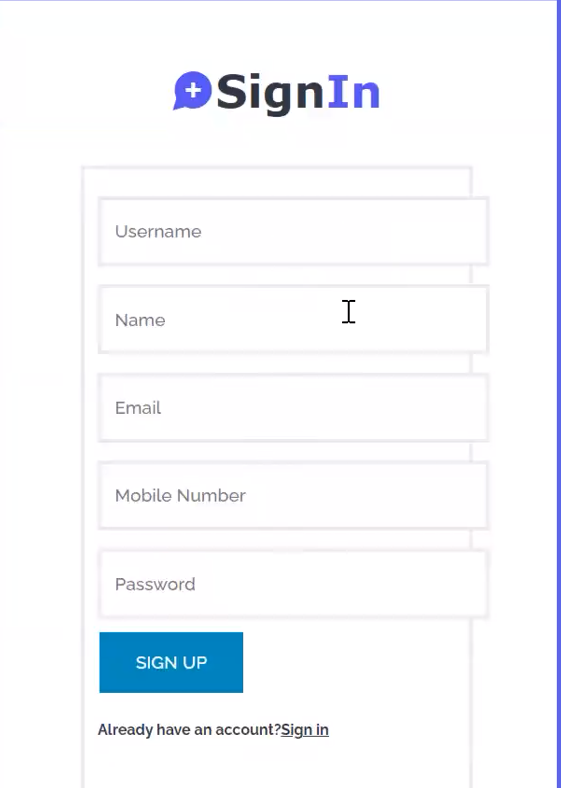 SignIn
Username
Name
Email
Mobile Number
Password
SIGN UP
Already have an account?Sign in